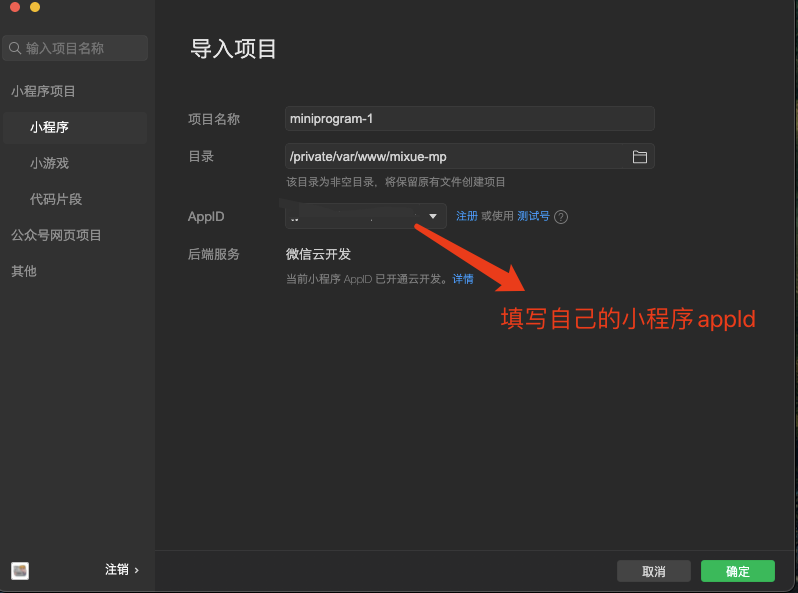 输入项目名称
小程序项目
小程序
小游戏
代码片段
公众号网页项目
其他
注销 ›
导入项目
项目名称 miniprogram-1
目录 /private/var/www/mixue-mp
该目录为非空目录，将保留原有文件创建项目
AppID 注册 或使用 测试号 ?
后端服务 微信云开发
当前小程序 AppID 已开通云开发。详情
填写自己的小程序appId
取消 确定